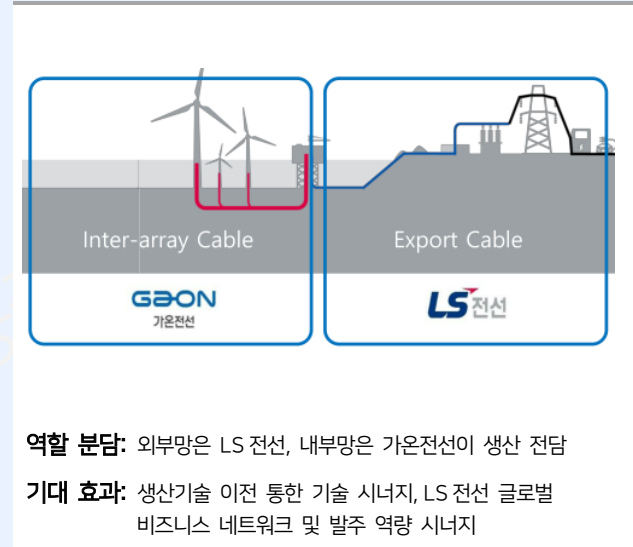 Inter-array Cable
Export Cable
GAON
가온전선
LS전선
역할 분담: 외부망은 LS 전선, 내부망은 가온전선이 생산 전담
기대 효과: 생산기술 이전 통한 기술 시너지, LS 전선 글로벌
비즈니스 네트워크 및 발주 역량 시너지